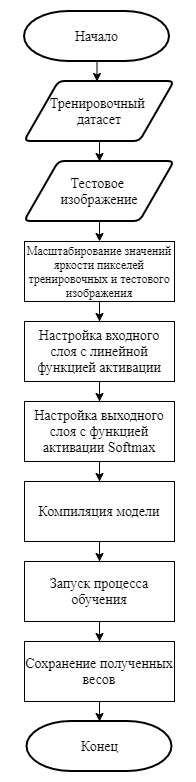 Начало
Тренировочный
датасет
Тестовое
изображение
Масштабирование значений
яркости пикселей
тренировочных и тестового
изображения
Настройка входного
слоя с линейной
функцией активации
Настройка выходного
слоя с функцией
активации Softmax
Компиляция модели
Запуск процесса
обучения
Сохранение полученных
весов
Конец